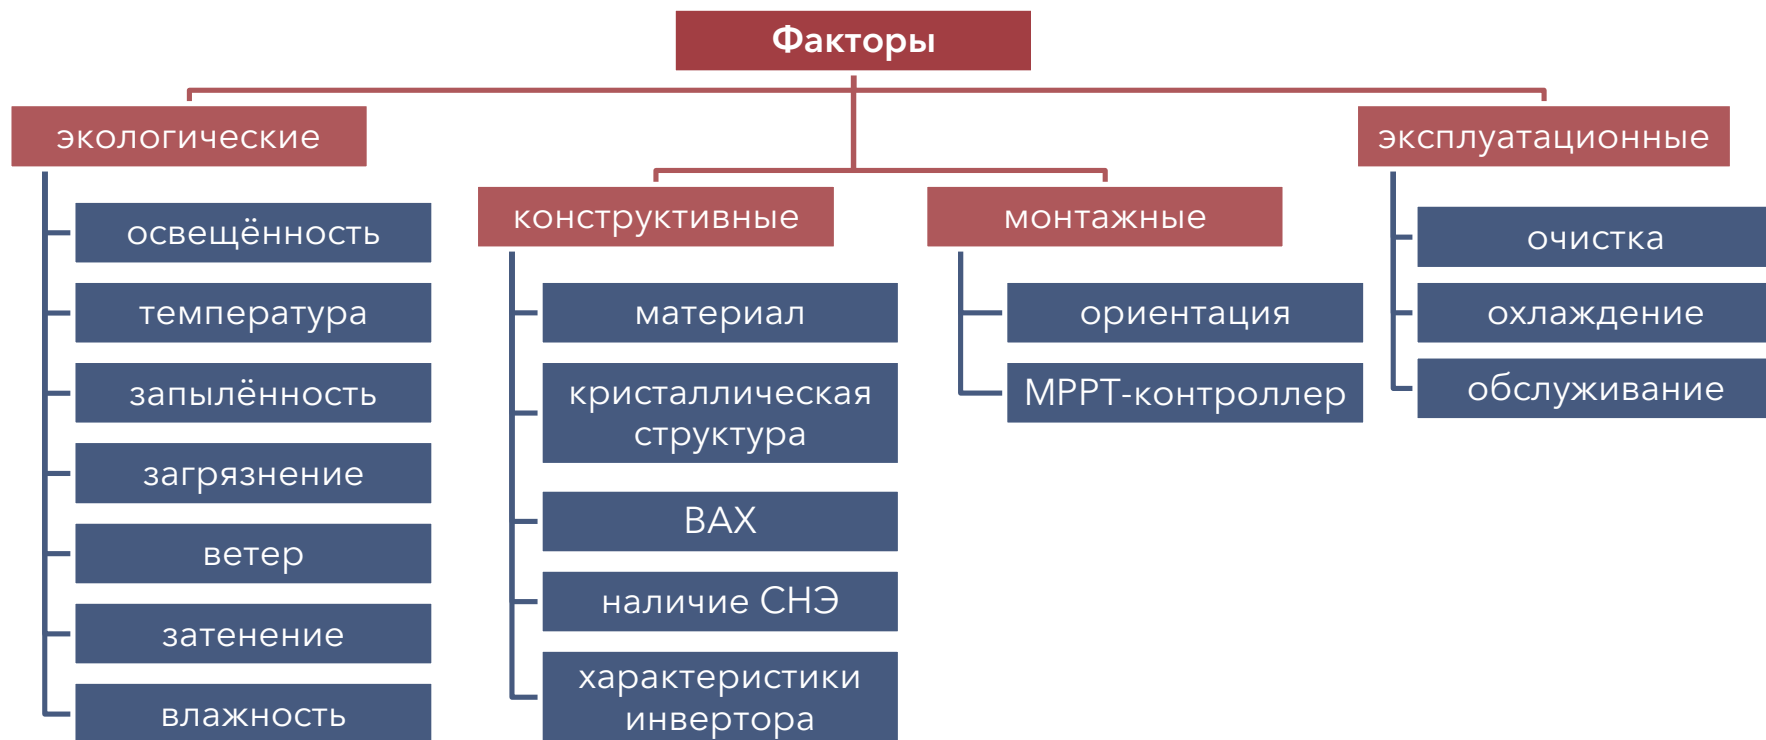 Факторы
экологические
освещённость
температура
запылённость
загрязнение
ветер
затенение
влажность
конструктивные
материал
кристаллическая
структура
ВАХ
наличие СНЭ
характеристики
инвертора
монтажные
ориентация
МРРТ-контроллер
эксплуатационные
очистка
охлаждение
обслуживание